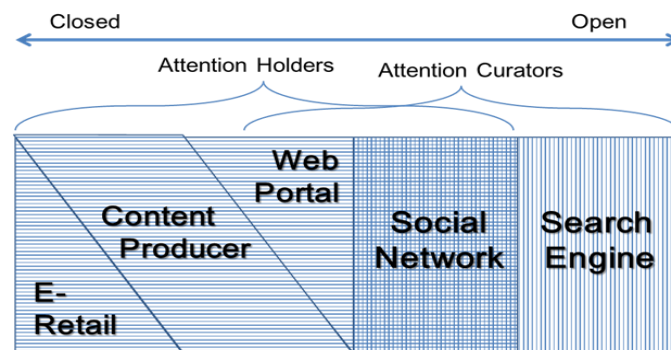 Closed Open
Attention Holders Attention Curators
Web
Portal
Content
Producer
Social
Network
Search
Engine
E-
Retail